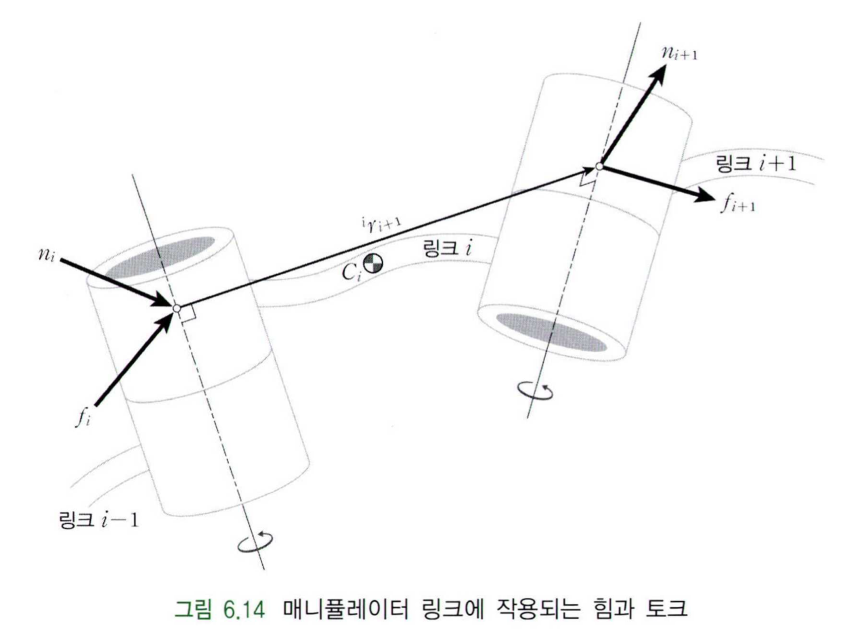 n_{i+1}
링크 i+1
f_{i+1}
^{i}r_{i+1}
링크 i
n_i
C_i
f_i
링크 i−1
그림 6.14 매니퓰레이터 링크에 작용되는 힘과 토크